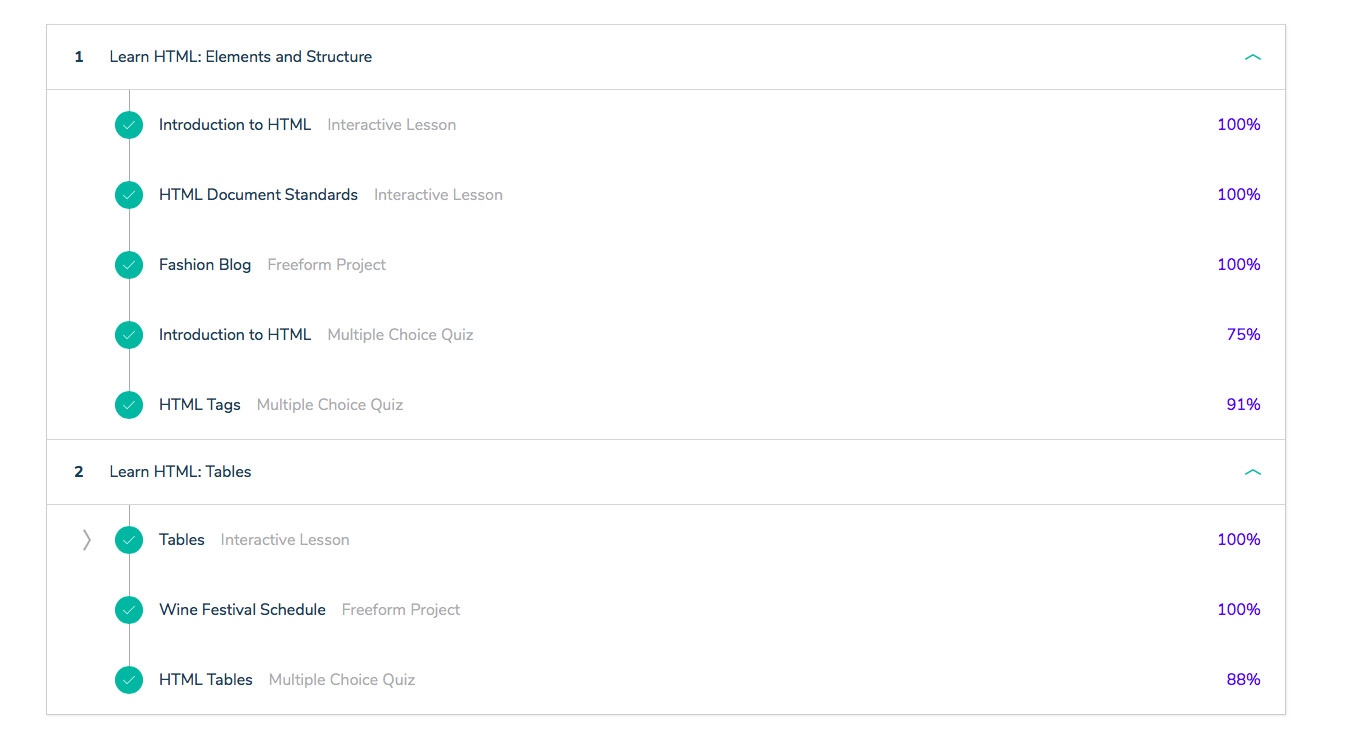 1 Learn HTML: Elements and Structure
Introduction to HTML Interactive Lesson 100%
HTML Document Standards Interactive Lesson 100%
Fashion Blog Freeform Project 100%
Introduction to HTML Multiple Choice Quiz 75%
HTML Tags Multiple Choice Quiz 91%
2 Learn HTML: Tables
Tables Interactive Lesson 100%
Wine Festival Schedule Freeform Project 100%
HTML Tables Multiple Choice Quiz 88%